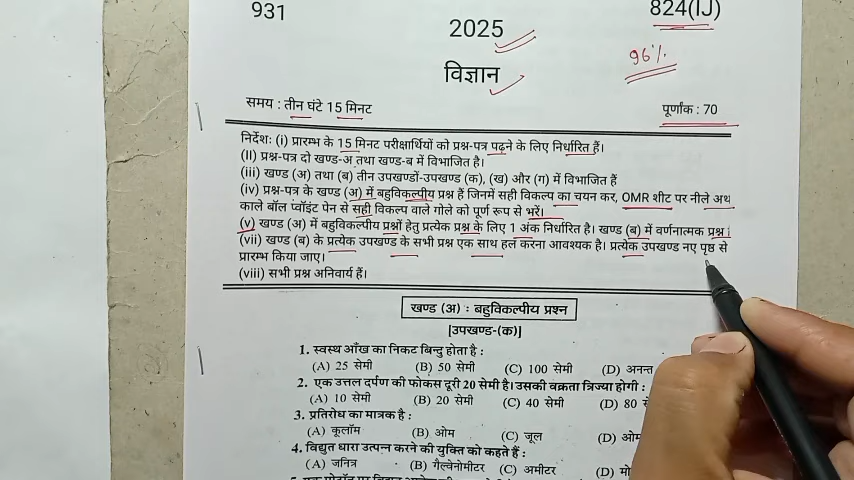 931
824(IJ)
2025
96%
विज्ञान
समय : तीन घंटे 15 मिनट
पूर्णांक : 70
निर्देशः (i) प्रारम्भ के 15 मिनट परीक्षार्थियों को प्रश्न-पत्र पढ़ने के लिए निर्धारित हैं।
(II) प्रश्न-पत्र दो खण्ड-अ तथा खण्ड-ब में विभाजित है।
(iii) खण्ड (अ) तथा (ब) तीन उपखण्डों-उपखण्ड (क), (ख) और (ग) में विभाजित हैं
(iv) प्रश्न-पत्र के खण्ड (अ) में बहुविकल्पीय प्रश्न हैं जिनमें सही विकल्प का चयन कर, OMR शीट पर नीले अथ
काले बॉल प्वॉइंट पेन से सही विकल्प वाले गोले को पूर्ण रूप से भरें।
(v) खण्ड (अ) में बहुविकल्पीय प्रश्नों हेतु प्रत्येक प्रश्न के लिए 1 अंक निर्धारित है। खण्ड (ब) में वर्णनात्मक प्रश्न
(vii) खण्ड (ब) के प्रत्येक उपखण्ड के सभी प्रश्न एक साथ हल करना आवश्यक है। प्रत्येक उपखण्ड नए पृष्ठ से
प्रारम्भ किया जाए।
(viii) सभी प्रश्न अनिवार्य हैं।
खण्ड (अ) : बहुविकल्पीय प्रश्न
[उपखण्ड-(क)]
1. स्वस्थ आँख का निकट बिन्दु होता है :
(A) 25 सेमी (B) 50 सेमी (C) 100 सेमी (D) अनन्त
2. एक उत्तल दर्पण की फोकस दूरी 20 सेमी है। उसकी वक्रता त्रिज्या होगी :
(A) 10 सेमी (B) 20 सेमी (C) 40 सेमी (D) 80
3. प्रतिरोध का मात्रक है :
(A) कूलॉम (B) ओम (C) जूल (D) ओम
4. विद्युत धारा उत्पन्न करने की युक्ति को कहते हैं :
(A) जनित्र (B) गैल्वेनोमीटर (C) अमीटर (D) मो